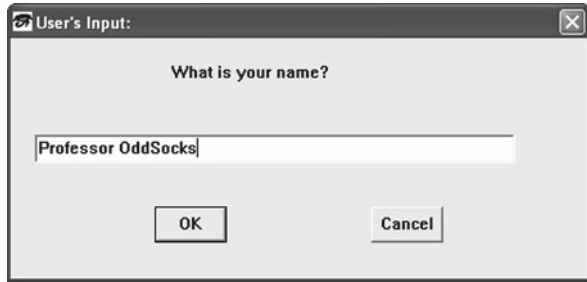 User's Input:
What is your name?
Professor OddSocks
OK Cancel